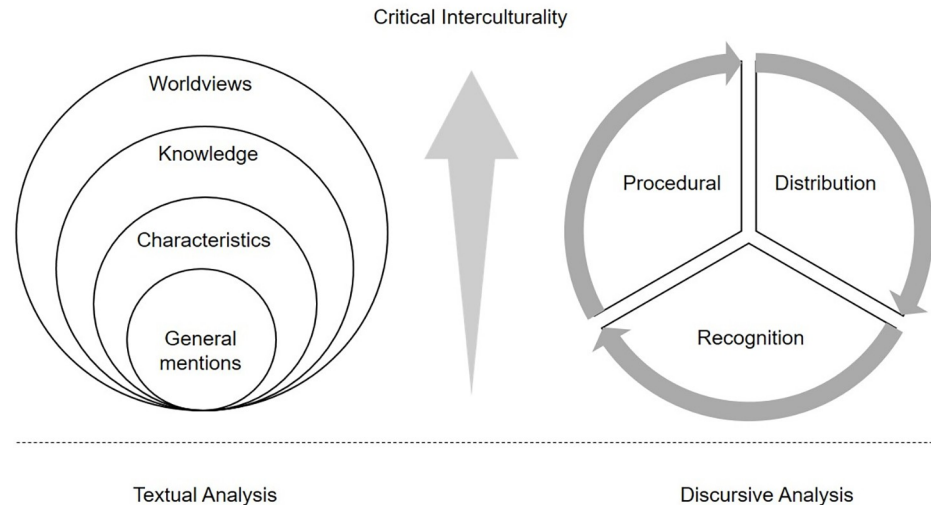 Critical Interculturality
Worldviews
Knowledge
Characteristics
General
mentions
Procedural
Distribution
Recognition
Textual Analysis
Discursive Analysis